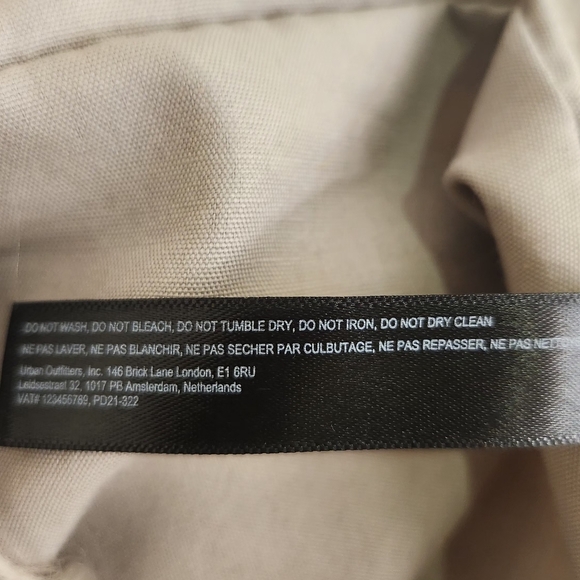 DO NOT WASH, DO NOT BLEACH, DO NOT TUMBLE DRY, DO NOT IRON, DO NOT DRY CLEAN
NE PAS LAVER, NE PAS BLANCHIR, NE PAS SECHER PAR CULBUTAGE, NE PAS REPASSER, NE PAS NETTO
Urban Outfitters, Inc. 146 Brick Lane London, E1 6RU
Leidsestraat 32, 1017 PB Amsterdam, Netherlands
VAT# 123456789, PD21-322